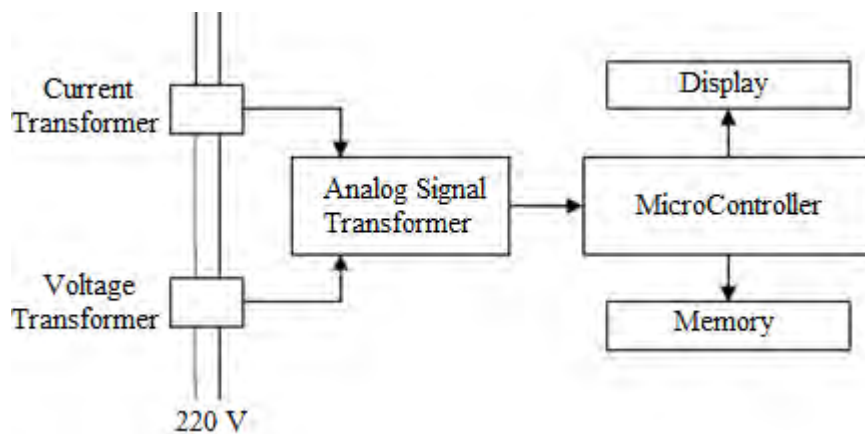 Current
Transformer
Display
Analog Signal
Transformer
MicroController
Voltage
Transformer
Memory
220 V